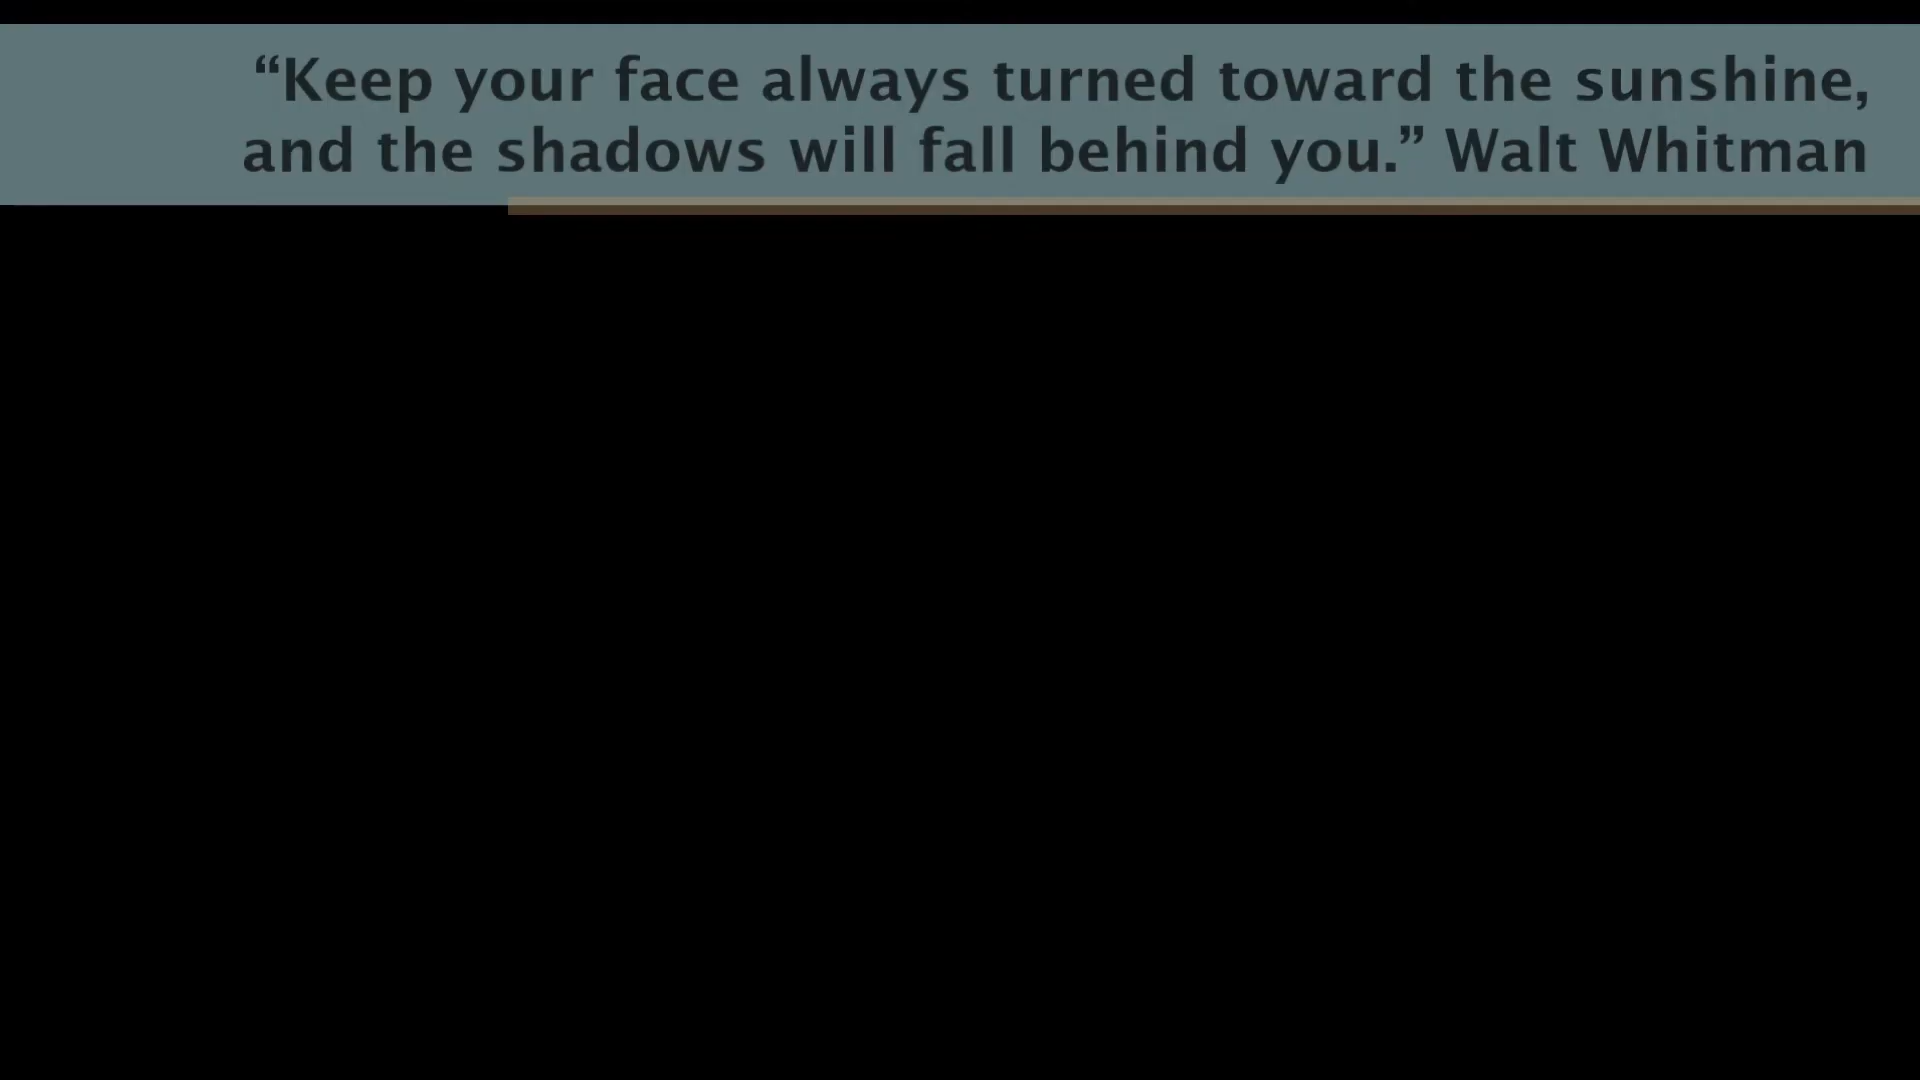 “Keep your face always turned toward the sunshine,
and the shadows will fall behind you.” Walt Whitman